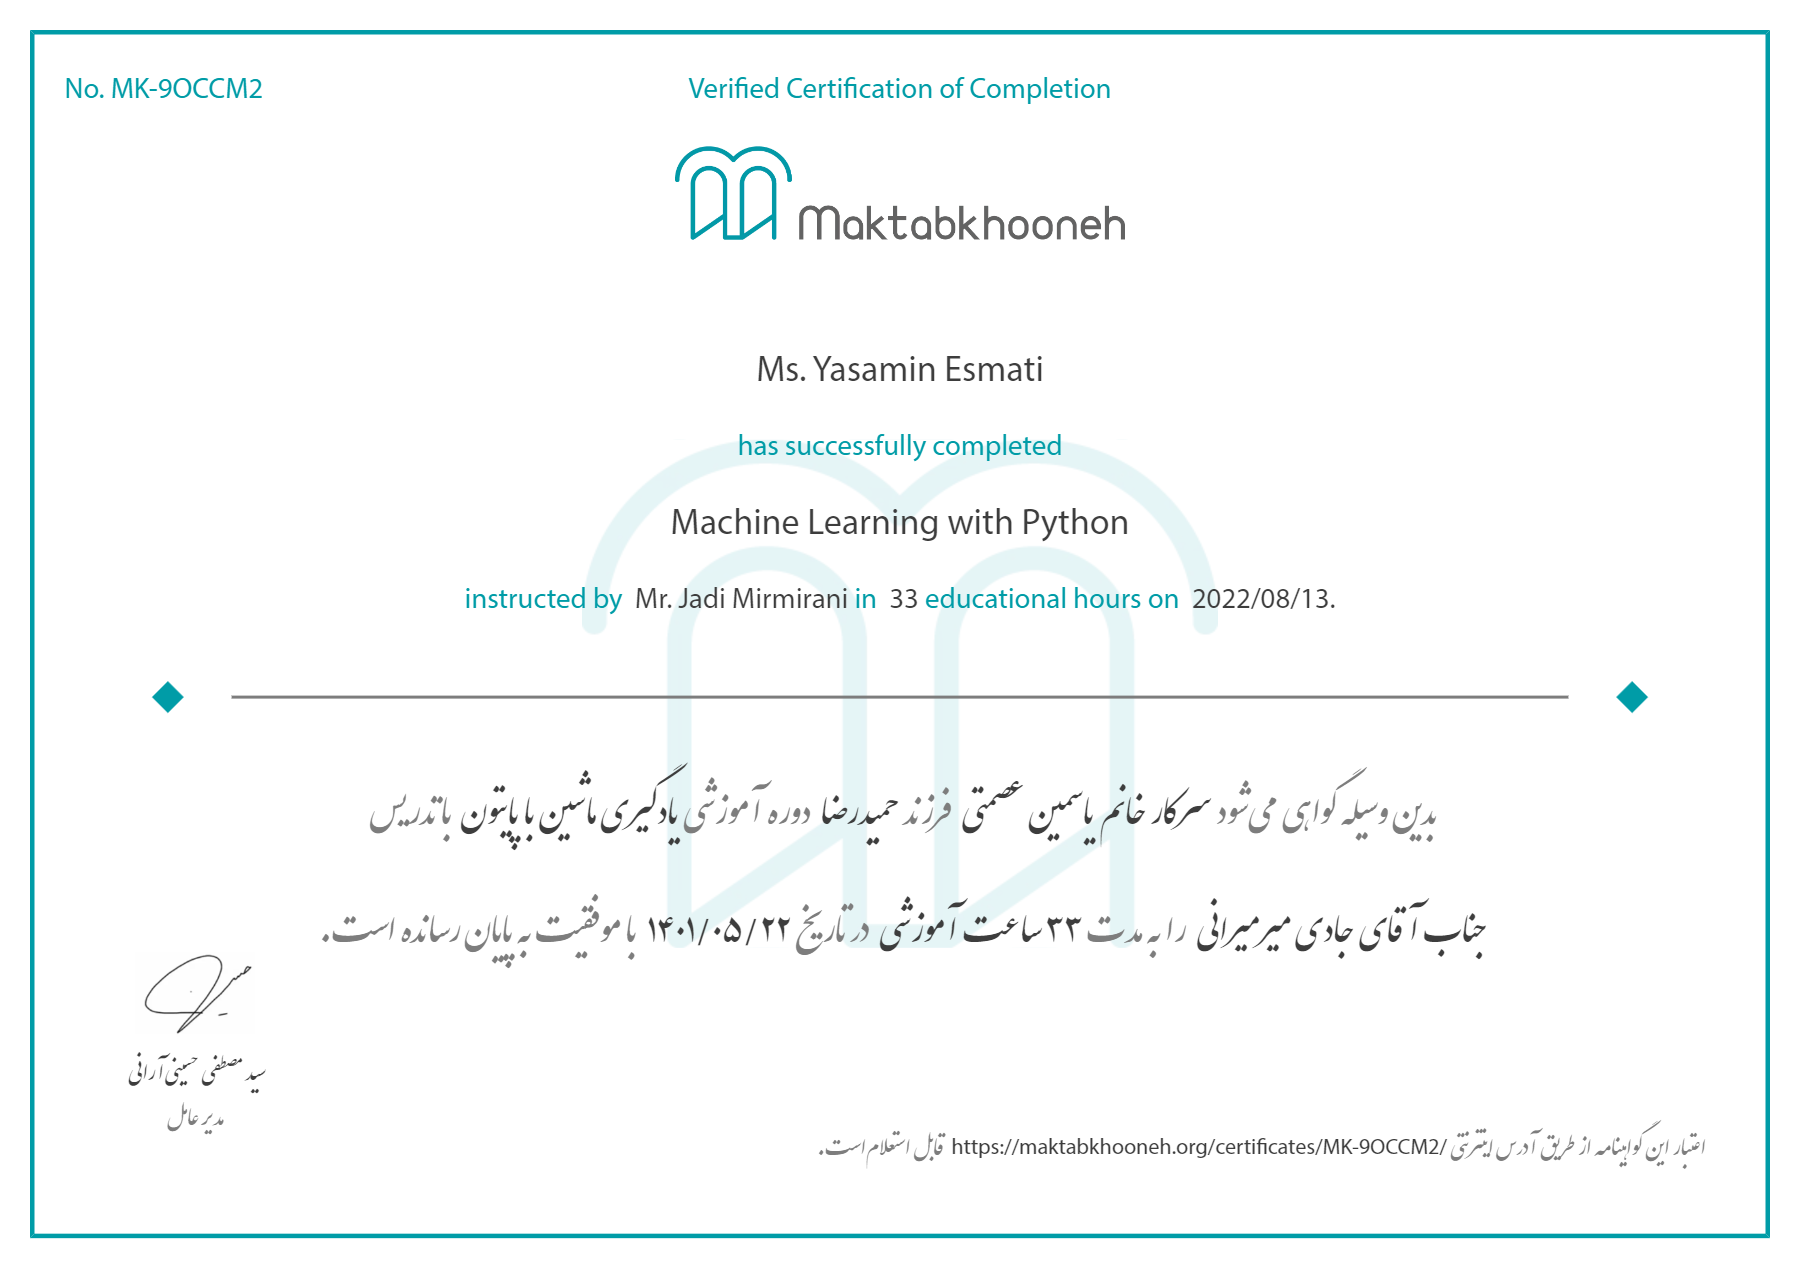 No. MK-9OCCM2
Verified Certification of Completion
Maktabkhooneh
Ms. Yasamin Esmati
has successfully completed
Machine Learning with Python
instructed by Mr. Jadi Mirmirani in 33 educational hours on 2022/08/13.
بدین وسیله گواهی می‌شود سرکار خانم یاسمین عصمتی فرزند حمیدرضا دوره آموزشی یادگیری ماشین با پایتون با تدریس
جناب آقای جادی میرمیرانی را به مدت ۳۳ ساعت آموزشی در تاریخ ۱۴۰۱/۰۵/۲۲ با موفقیت به پایان رسانده است.
سید مصطفی حسینی آرانی
مدیر عامل
اعتبار این گواهینامه از طریق آدرس اینترنتی https://maktabkhooneh.org/certificates/MK-9OCCM2/ قابل استعلام است.